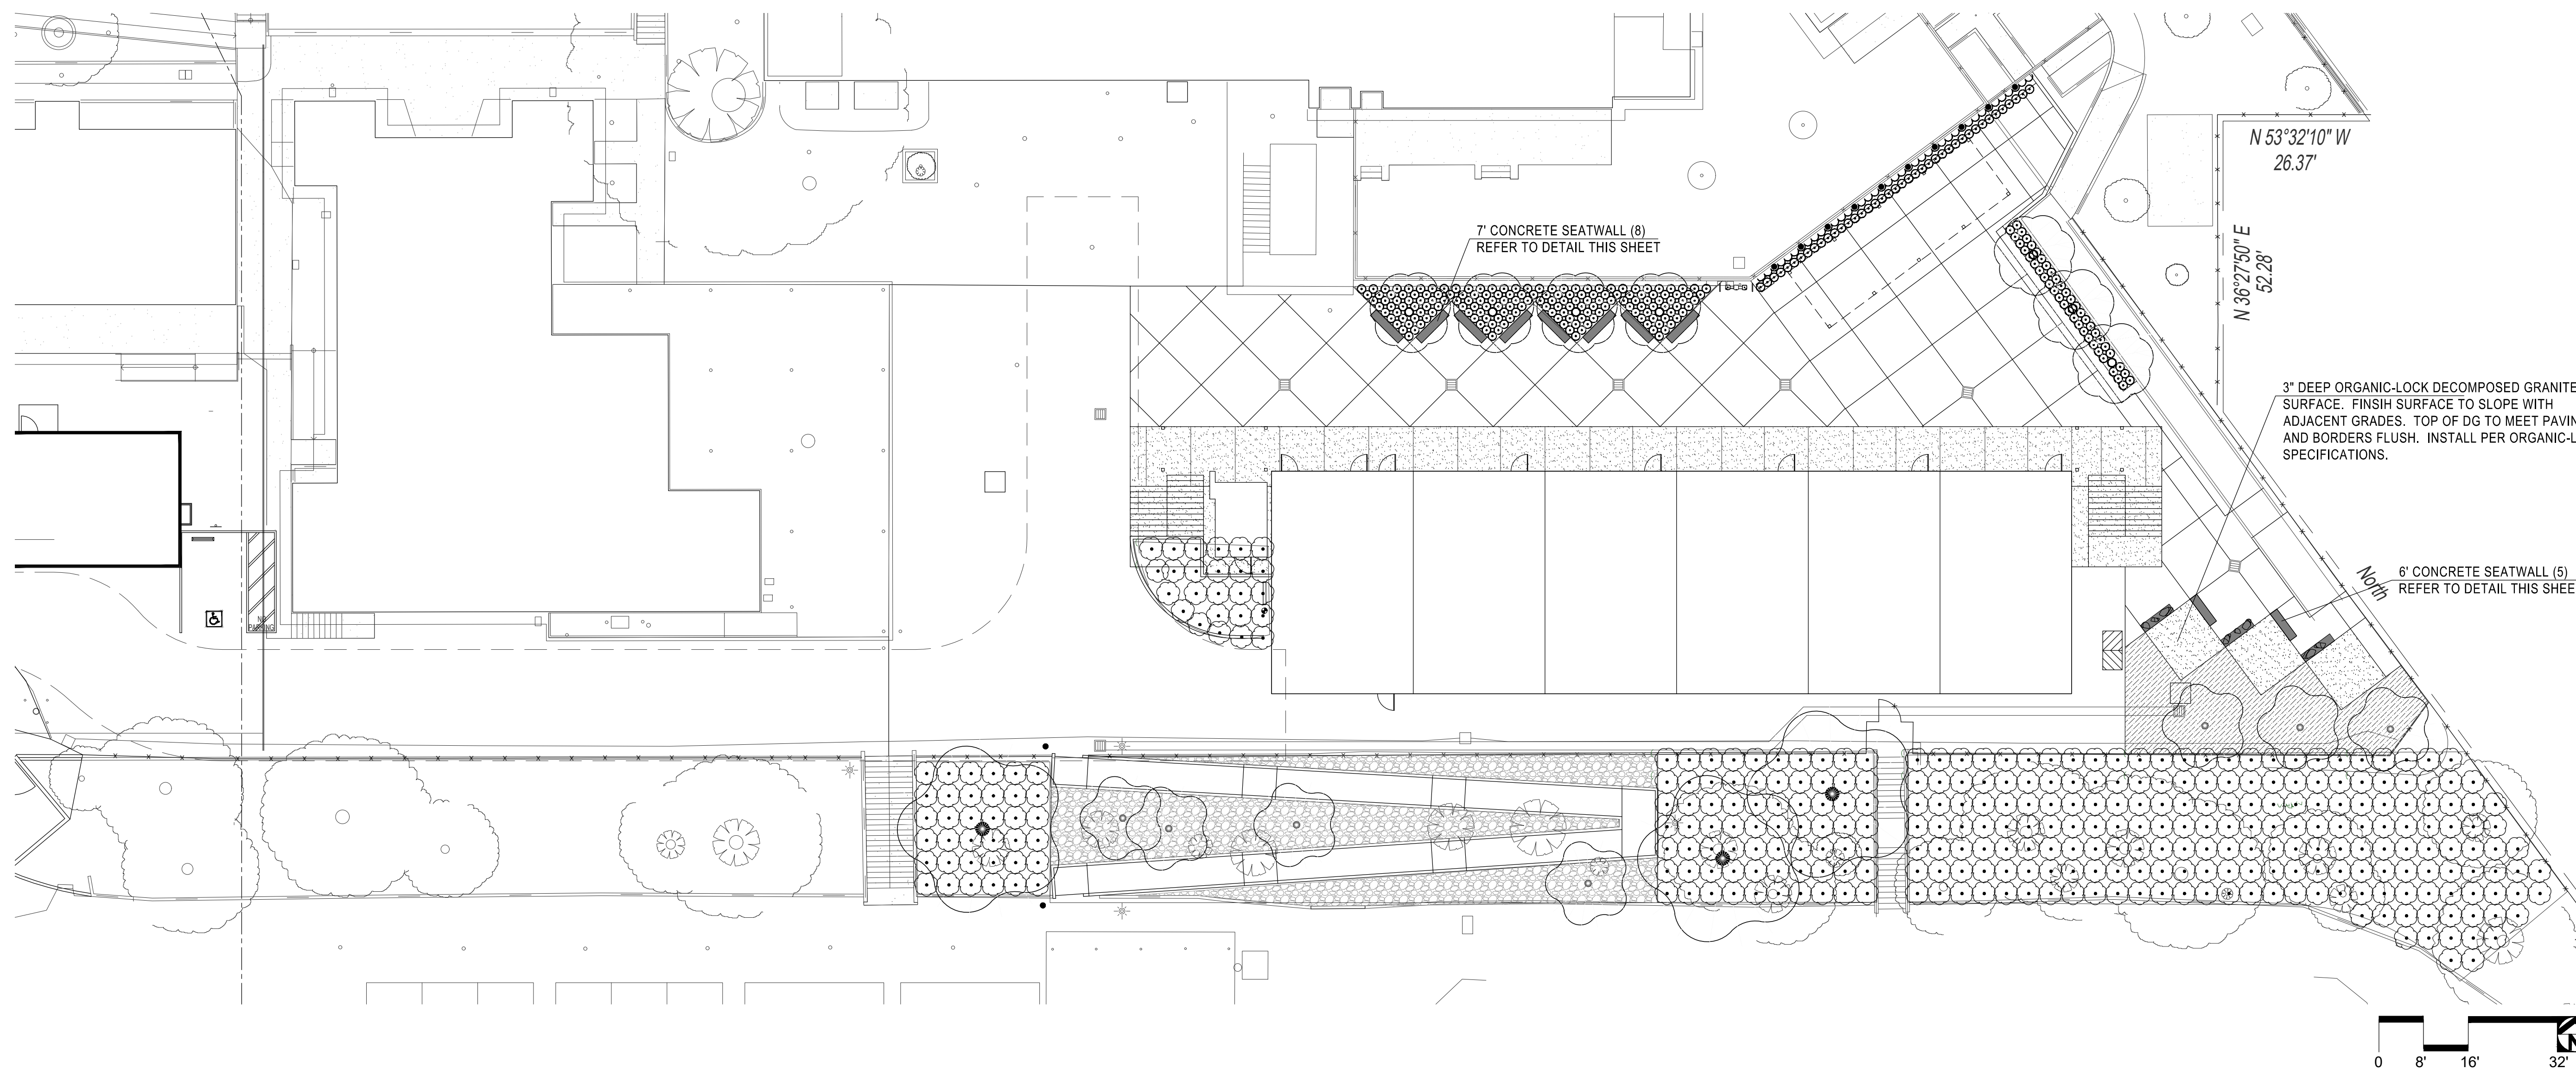 N 53°32'10" W
26.37'
7' CONCRETE SEATWALL (8)
REFER TO DETAIL THIS SHEET
N 36°27'50" E
52.28'
3" DEEP ORGANIC-LOCK DECOMPOSED GRANITE
SURFACE. FINSIH SURFACE TO SLOPE WITH
ADJACENT GRADES. TOP OF DG TO MEET PAVIN
AND BORDERS FLUSH. INSTALL PER ORGANIC-L
SPECIFICATIONS.
North
6' CONCRETE SEATWALL (5)
REFER TO DETAIL THIS SHEE
NO
PARKING
0 8' 16' 32'